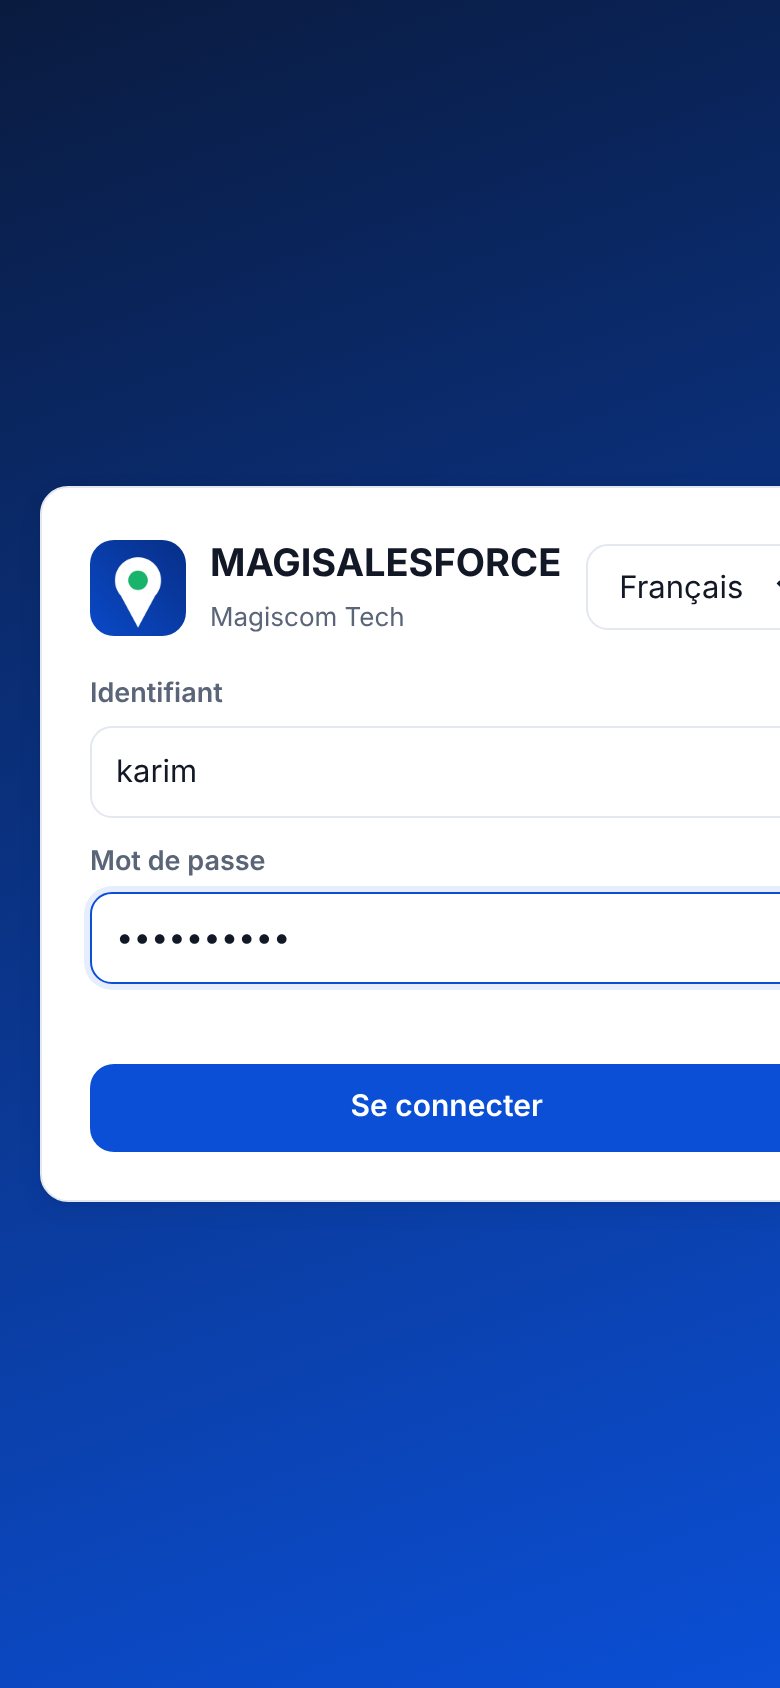 MAGISALESFORCE
Magiscom Tech
Français
Identifiant
karim
Mot de passe
••••••••••
Se connecter